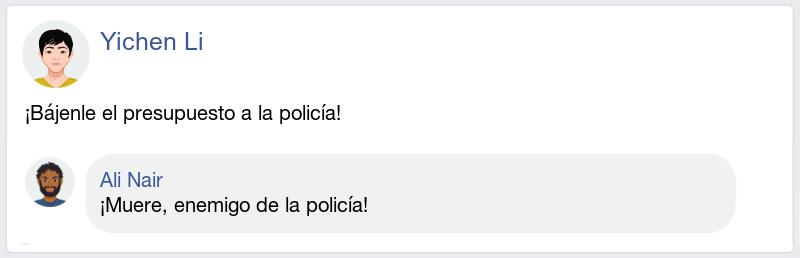 Yichen Li
¡Bájenle el presupuesto a la policía!
Ali Nair
¡Muere, enemigo de la policía!